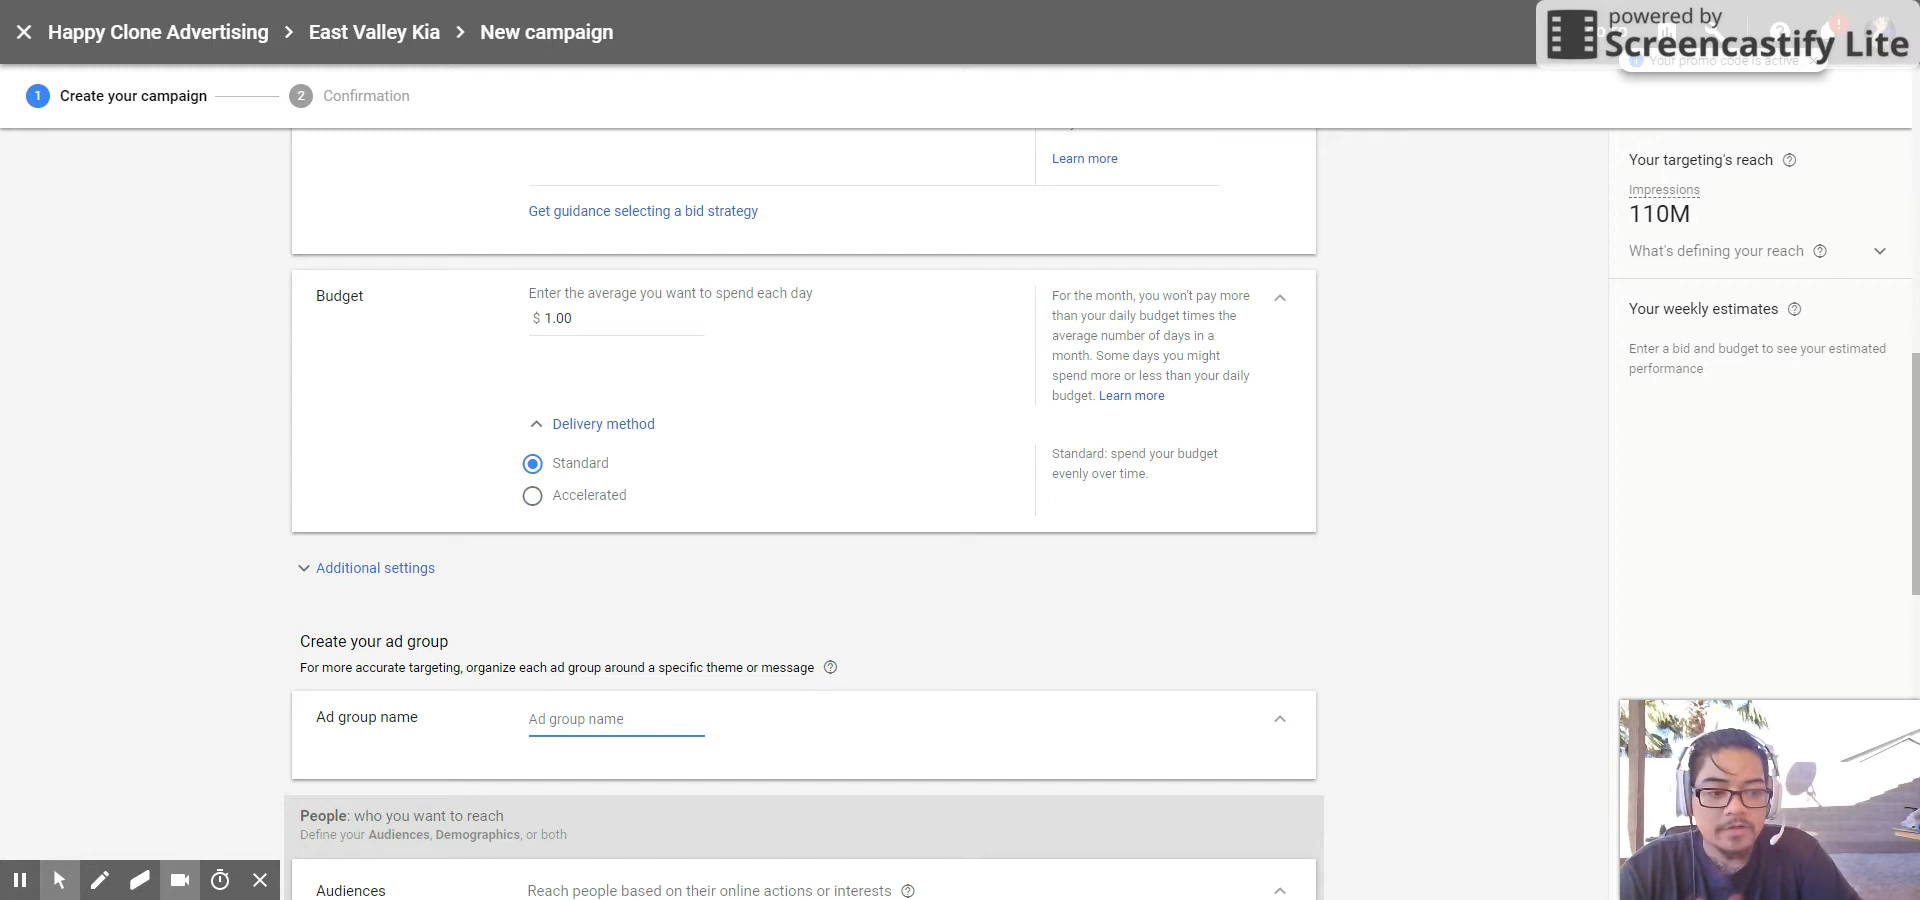 Happy Clone Advertising > East Valley Kia > New campaign
powered by
Screencastify Lite
Your promo code is active
1 Create your campaign 2 Confirmation
Learn more
Get guidance selecting a bid strategy
Your targeting's reach
Impressions
110M
What's defining your reach
Your weekly estimates
Enter a bid and budget to see your estimated
performance
Budget
Enter the average you want to spend each day
$ 1.00
For the month, you won't pay more
than your daily budget times the
average number of days in a
month. Some days you might
spend more or less than your daily
budget. Learn more
Delivery method
Standard
Accelerated
Standard: spend your budget
evenly over time.
Additional settings
Create your ad group
For more accurate targeting, organize each ad group around a specific theme or message
Ad group name
Ad group name
People: who you want to reach
Define your Audiences, Demographics, or both
Audiences
Reach people based on their online actions or interests